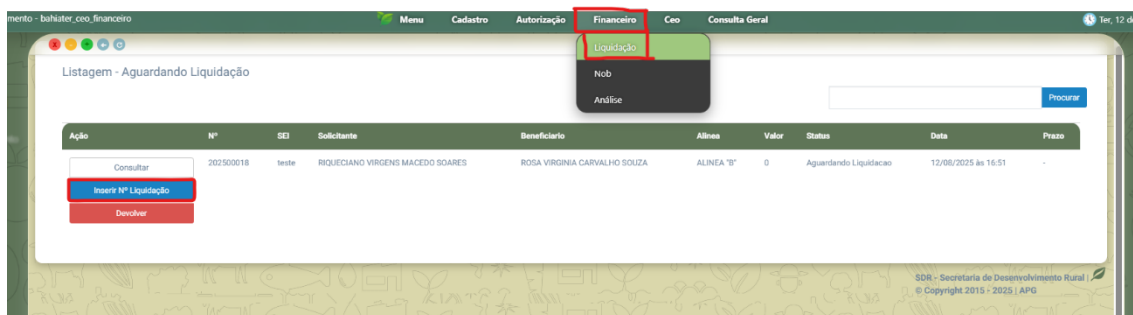 mento - bahiater_ceo_financeiro Menu Cadastro Autorização Financeiro Ceo Consulta Geral Ter, 12 de
Liquidação
Nob
Análise
Listagem - Aguardando Liquidação
Procurar
Ação Nº SEI Solicitante Beneficiario Alinea Valor Status Data Prazo
Consultar 202500018 teste RIQUECIANO VIRGENS MACEDO SOARES ROSA VIRGINIA CARVALHO SOUZA ALINEA "B" 0 Aguardando Liquidacao 12/08/2025 às 16:51 -
Inserir Nº Liquidação
Devolver
SDR - Secretaria de Desenvolvimento Rural |
© Copyright 2015 - 2025 | APG